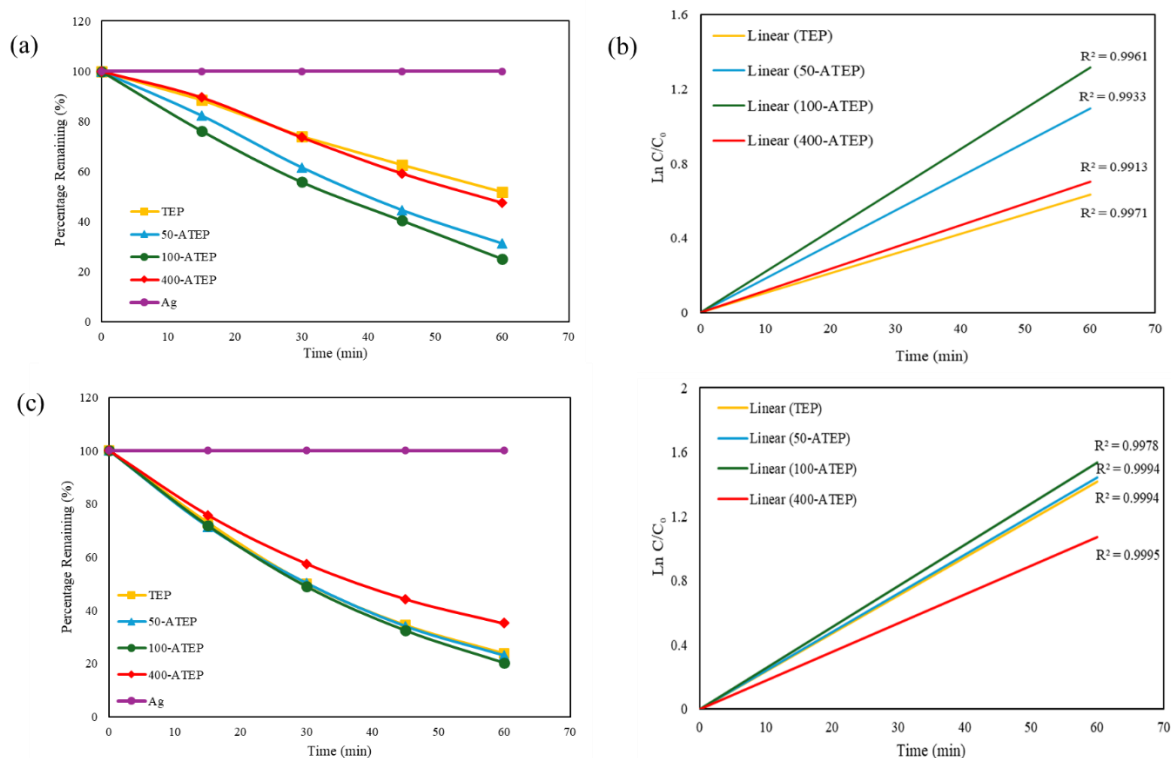 (a)
120
100
80
60
40
20
0
Percentage Remaining (%)
TEP
50-ATEP
100-ATEP
400-ATEP
Ag
0 10 20 30 40 50 60 70
Time (min)
(b)
1.6
1.2
0.8
0.4
0
Ln C/C₀
Linear (TEP)
Linear (50-ATEP)
Linear (100-ATEP)
Linear (400-ATEP)
R² = 0.9961
R² = 0.9933
R² = 0.9913
R² = 0.9971
0 10 20 30 40 50 60 70
Time (min)
(c)
120
100
80
60
40
20
0
Percentage Remaining (%)
TEP
50-ATEP
100-ATEP
400-ATEP
Ag
0 10 20 30 40 50 60 70
Time (min)
2
1.6
1.2
0.8
0.4
0
Ln C/C₀
Linear (TEP)
Linear (50-ATEP)
Linear (100-ATEP)
Linear (400-ATEP)
R² = 0.9978
R² = 0.9994
R² = 0.9994
R² = 0.9995
0 10 20 30 40 50 60 70
Time (min)